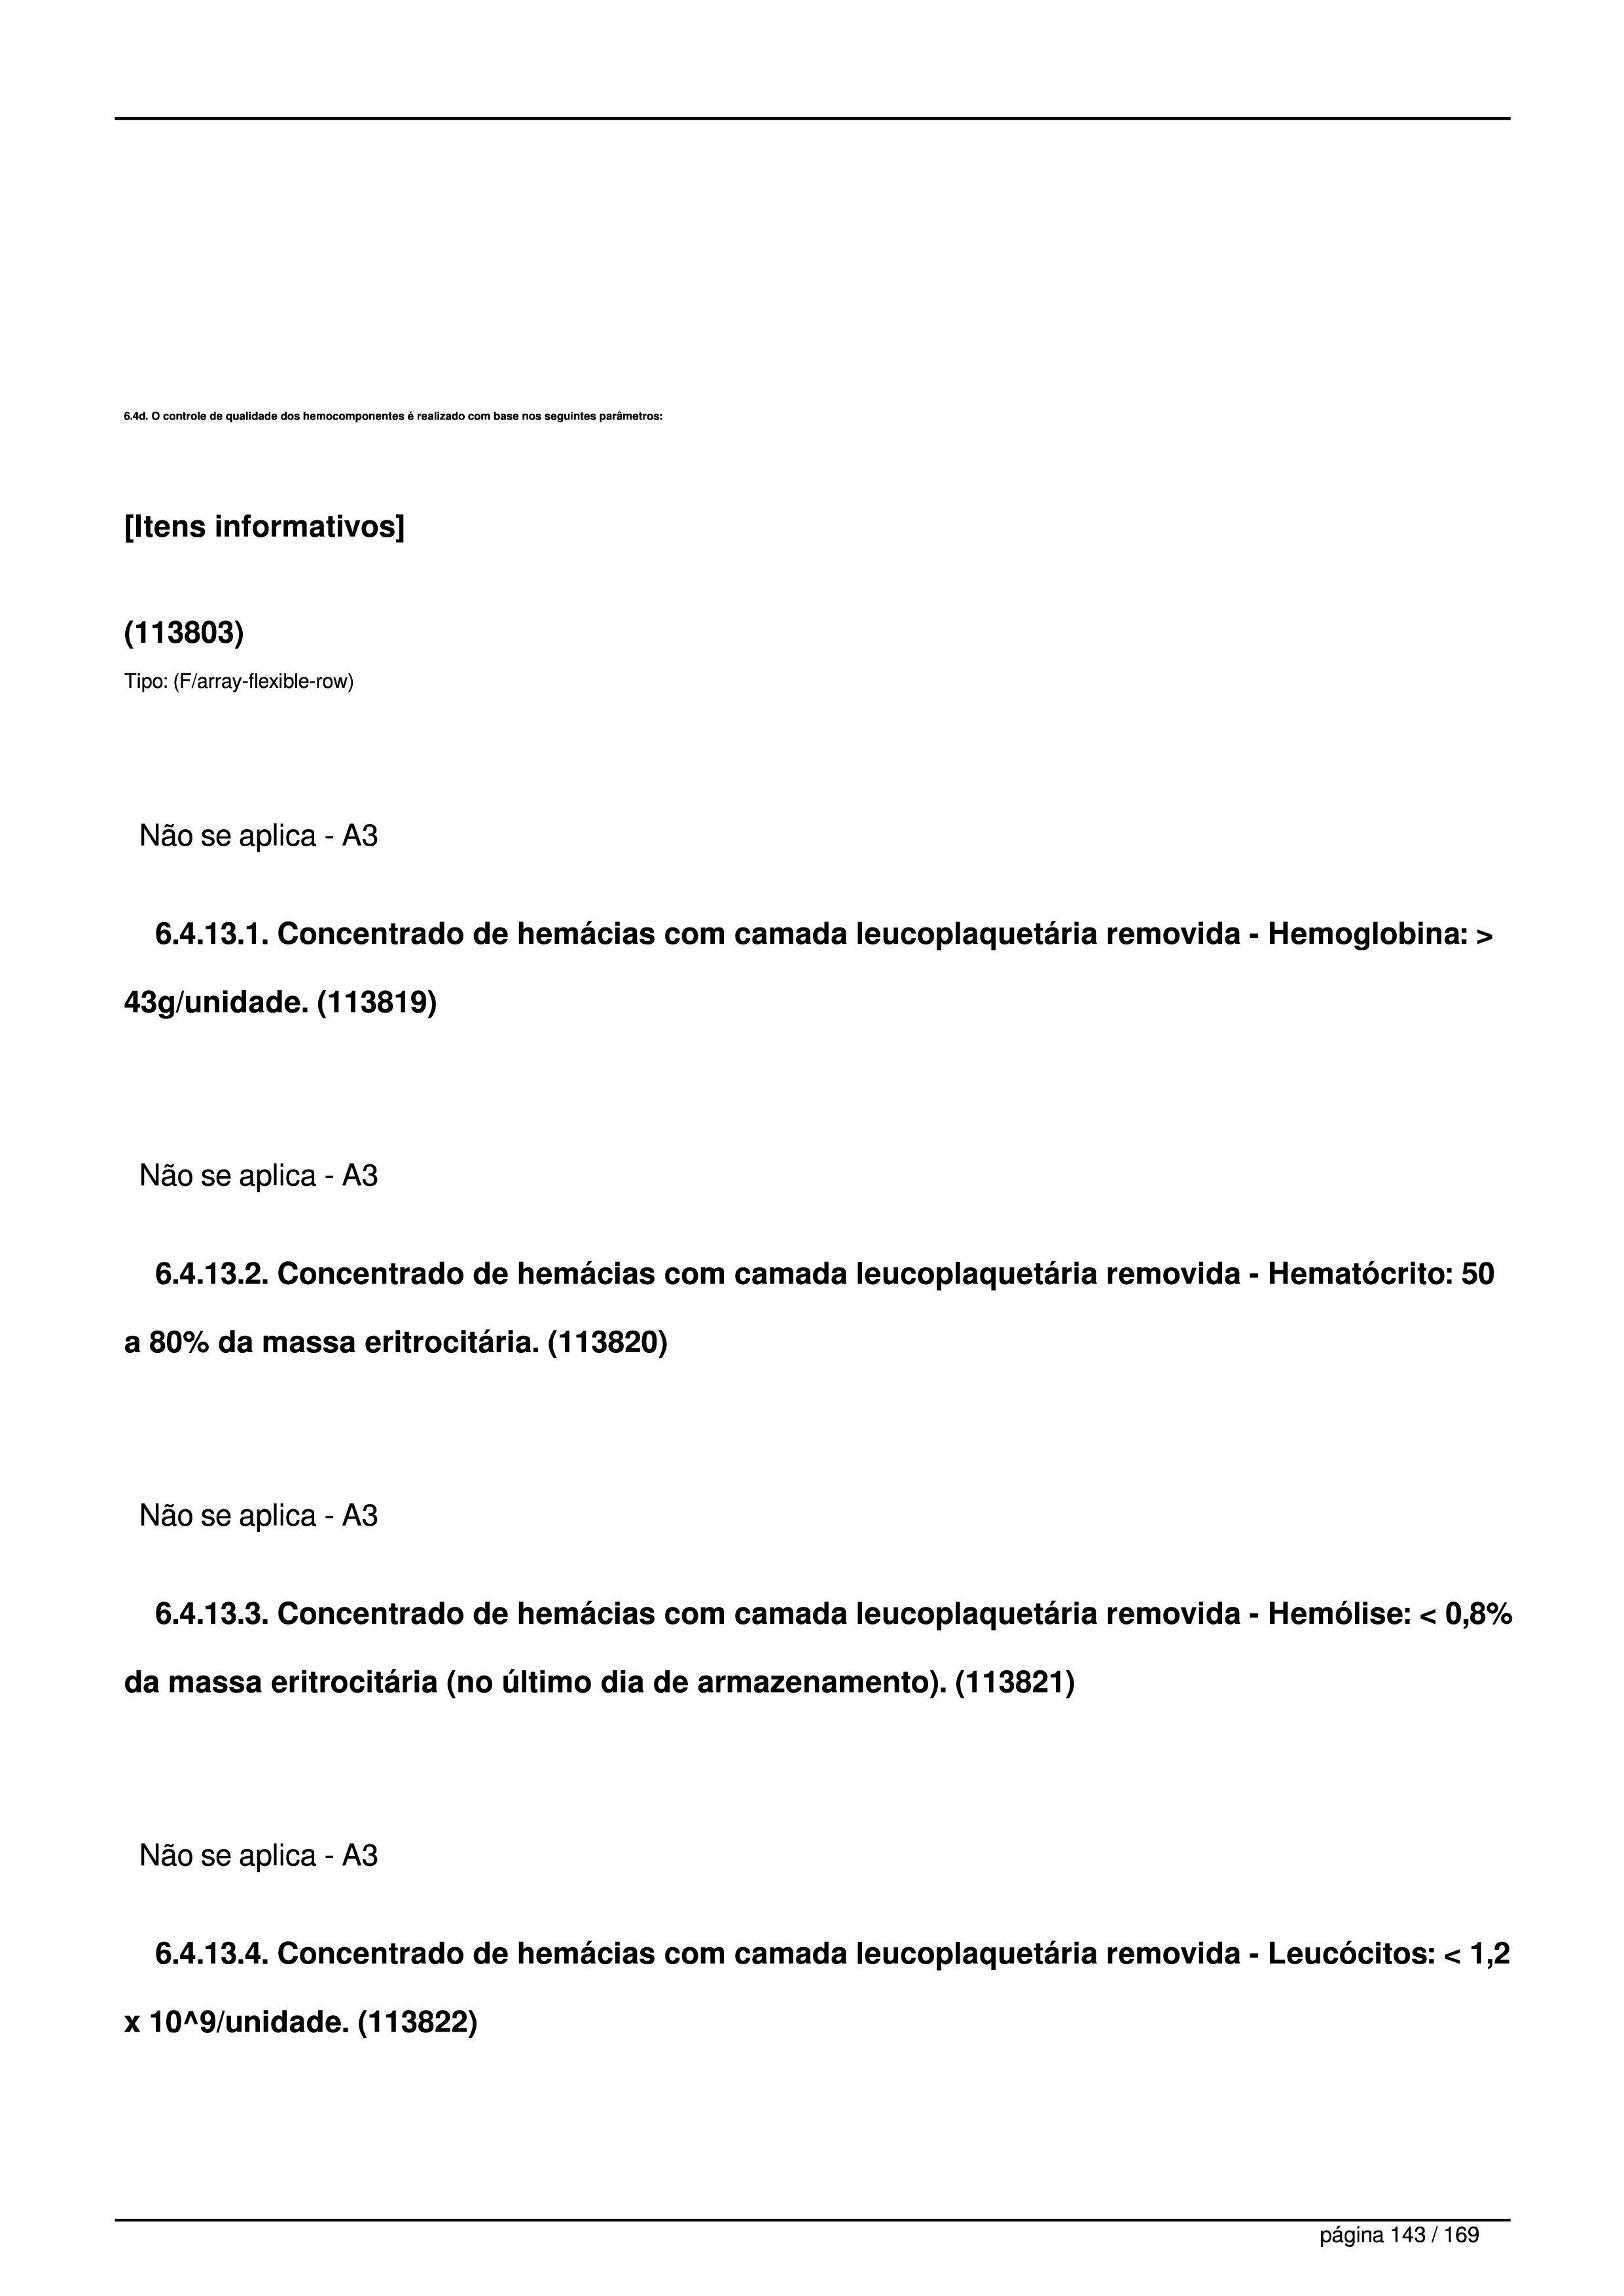 6.4d. O controle de qualidade dos hemocomponentes é realizado com base nos seguintes parâmetros:
[Itens informativos]
(113803)
Tipo: (F/array-flexible-row)
Não se aplica - A3
6.4.13.1. Concentrado de hemácias com camada leucoplaquetária removida - Hemoglobina: >
43g/unidade. (113819)
Não se aplica - A3
6.4.13.2. Concentrado de hemácias com camada leucoplaquetária removida - Hematócrito: 50
a 80% da massa eritrocitária. (113820)
Não se aplica - A3
6.4.13.3. Concentrado de hemácias com camada leucoplaquetária removida - Hemólise: < 0,8%
da massa eritrocitária (no último dia de armazenamento). (113821)
Não se aplica - A3
6.4.13.4. Concentrado de hemácias com camada leucoplaquetária removida - Leucócitos: < 1,2
x 10^9/unidade. (113822)
página 143 / 169